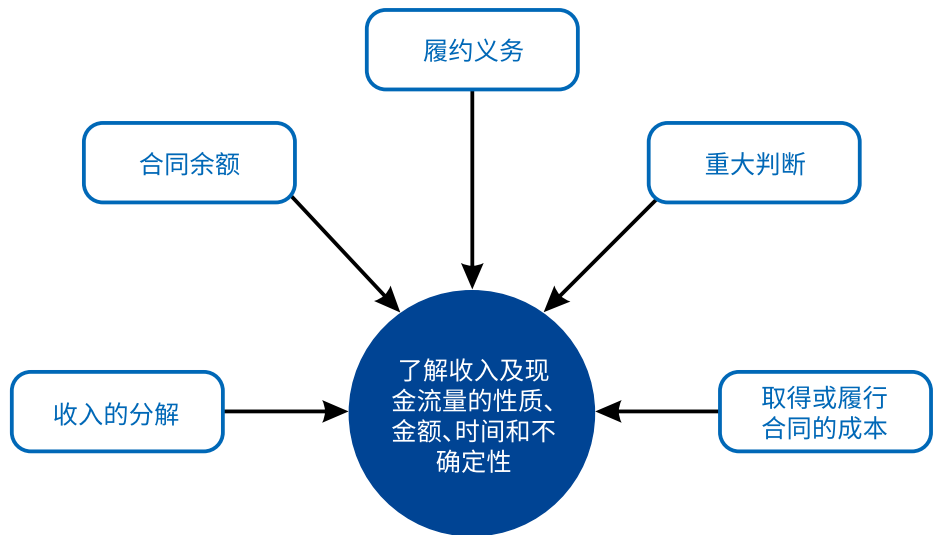 履约义务
合同余额
重大判断
收入的分解
了解收入及现
金流量的性质、
金额、时间和不
确定性
取得或履行
合同的成本